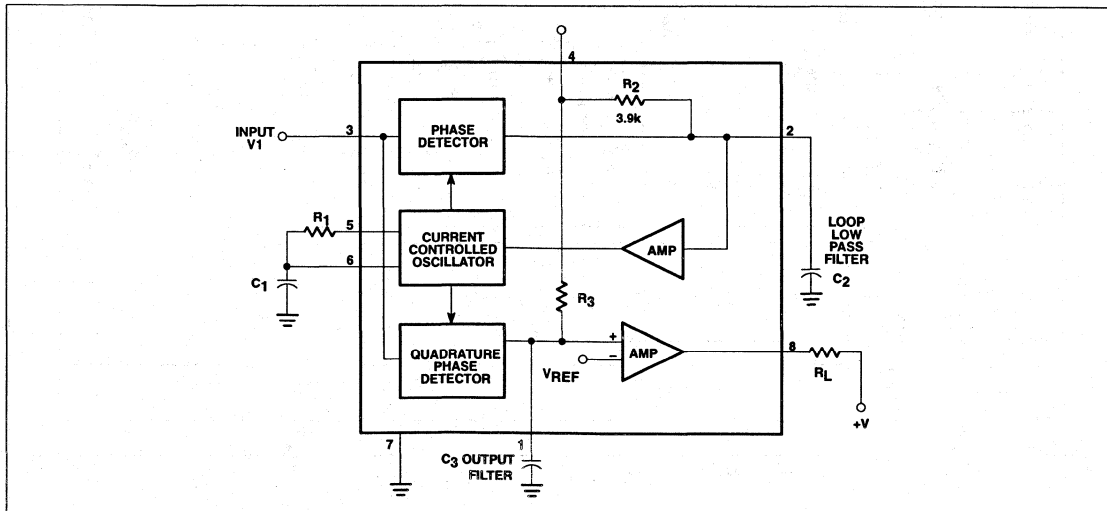 4
R2
3.9k
INPUT
V1
3
PHASE
DETECTOR
2
R1
5
CURRENT
CONTROLLED
OSCILLATOR
AMP
LOOP
LOW
PASS
FILTER
C2
6
C1
R3
QUADRATURE
PHASE
DETECTOR
+
−
AMP
VREF
8
RL
+V
7
1
C3 OUTPUT
FILTER